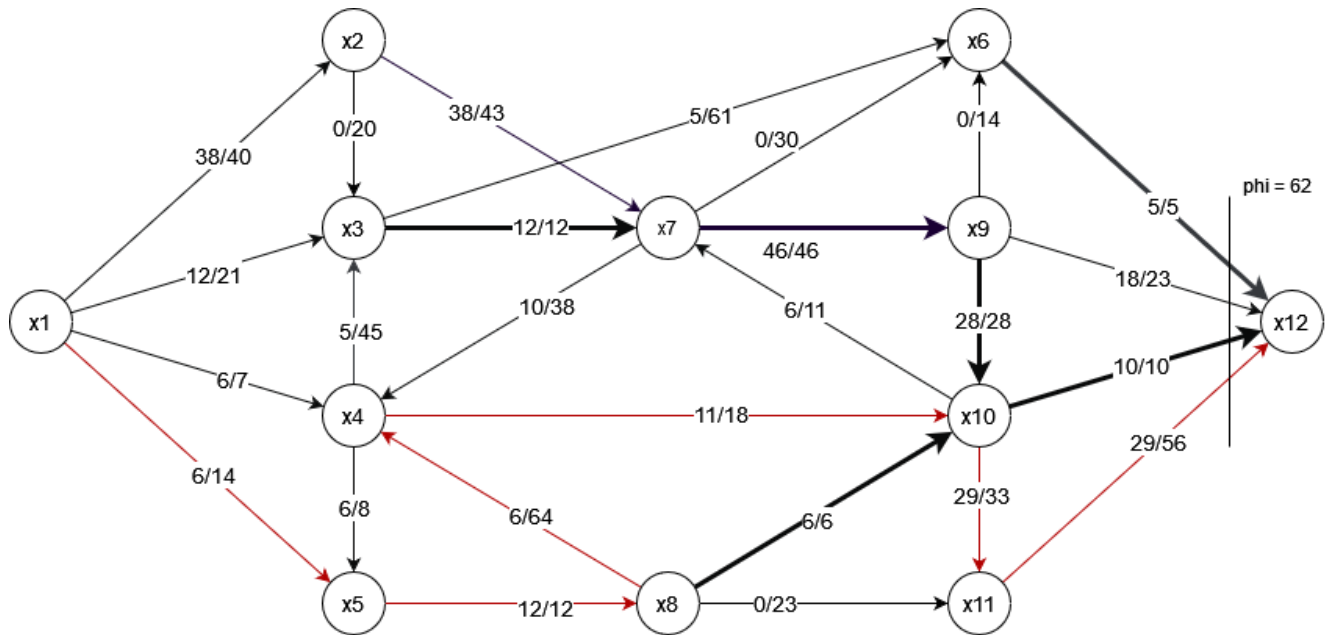 x2
x6
38/43
5/61
0/20
0/14
0/30
38/40
phi = 62
5/5
x3
12/12
x7
x9
46/46
12/21
18/23
10/38
6/11
x1
28/28
x12
5/45
10/10
6/7
x4
11/18
x10
29/56
6/14
29/33
6/8
6/64
6/6
x5
12/12
x8
0/23
x11